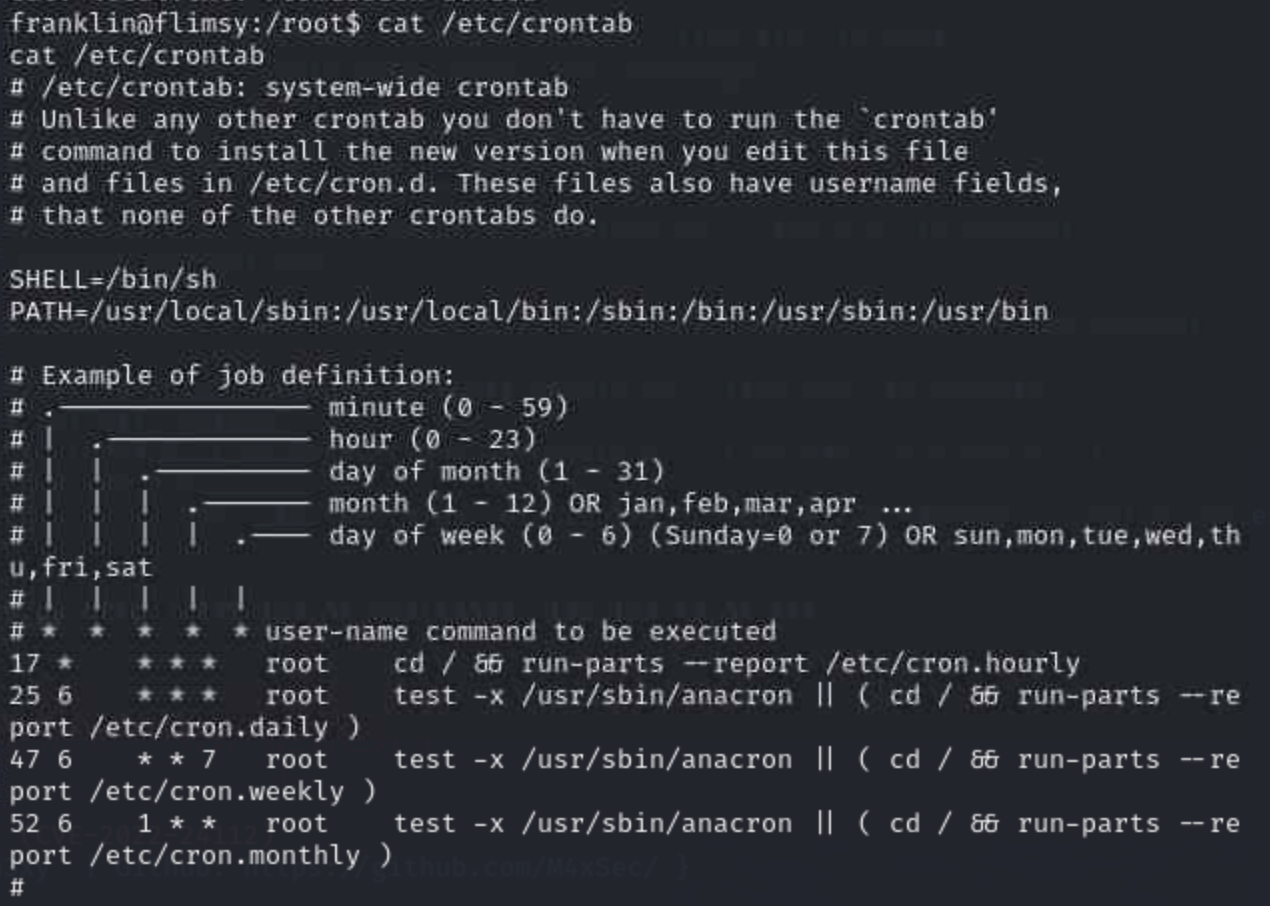 franklin@flimsy:/root$ cat /etc/crontab
cat /etc/crontab
# /etc/crontab: system-wide crontab
# Unlike any other crontab you don't have to run the `crontab'
# command to install the new version when you edit this file
# and files in /etc/cron.d. These files also have username fields,
# that none of the other crontabs do.

SHELL=/bin/sh
PATH=/usr/local/sbin:/usr/local/bin:/sbin:/bin:/usr/sbin:/usr/bin

# Example of job definition:
# .---------------- minute (0 - 59)
# |  .------------- hour (0 - 23)
# |  |  .---------- day of month (1 - 31)
# |  |  |  .------- month (1 - 12) OR jan,feb,mar,apr ...
# |  |  |  |  .---- day of week (0 - 6) (Sunday=0 or 7) OR sun,mon,tue,wed,th
u,fri,sat
# |  |  |  |  |
# *  *  *  *  * user-name command to be executed
17 *    * * *   root    cd / && run-parts --report /etc/cron.hourly
25 6    * * *   root    test -x /usr/sbin/anacron || ( cd / && run-parts --re
port /etc/cron.daily )
47 6    * * 7   root    test -x /usr/sbin/anacron || ( cd / && run-parts --re
port /etc/cron.weekly )
52 6    1 * *   root    test -x /usr/sbin/anacron || ( cd / && run-parts --re
port /etc/cron.monthly )
#